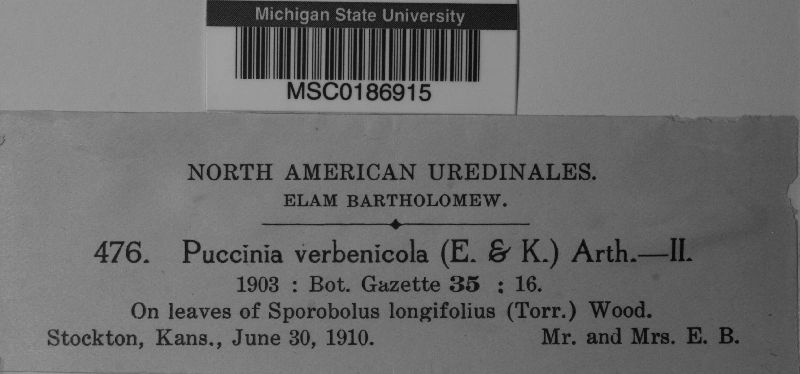 Michigan State University
MSC0186915
NORTH AMERICAN UREDINALES.
ELAM BARTHOLOMEW.
476. Puccinia verbenicola (E. & K.) Arth.—II.
1903 : Bot. Gazette 35 : 16.
On leaves of Sporobolus longifolius (Torr.) Wood.
Stockton, Kans., June 30, 1910. Mr. and Mrs. E. B.